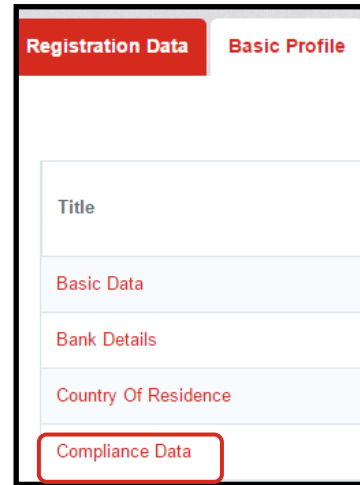 Registration Data Basic Profile
Title
Basic Data
Bank Details
Country Of Residence
Compliance Data